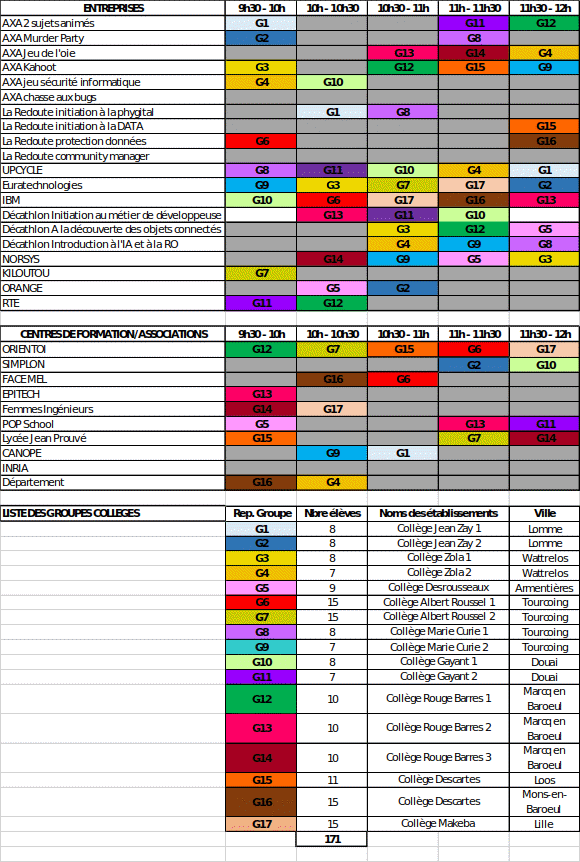 ENTREPRISES 9h30 - 10h 10h - 10h30 10h30 - 11h 11h - 11h30 11h30 - 12h
AXA 2 sujets animés G1 G11 G12
AXA Murder Party G2 G8
AXA Jeu de l'oie G13 G14 G4
AXA Kahoot G3 G12 G15 G9
AXA jeu sécurité informatique G4 G10
AXA chasse aux bugs
La Redoute initiation à la phygital G1 G8
La Redoute initiation à la DATA G15
La Redoute protection données G6 G16
La Redoute community manager
UPCYCLE G8 G11 G10 G4 G1
Euratechnologies G9 G3 G7 G17 G2
IBM G10 G6 G17 G16 G13
Décathlon Initiation au métier de développeuse G13 G11 G10
Décathlon A la découverte des objets connectés G3 G12 G5
Décathlon Introduction à l'IA et à la RO G4 G9 G8
NORSYS G14 G9 G5 G3
KILOUTOU G7
ORANGE G5 G2
RTE G11 G12
CENTRES DE FORMATION/ASSOCIATIONS 9h30 - 10h 10h - 10h30 10h30 - 11h 11h - 11h30 11h30 - 12h
ORIENTOI G12 G7 G15 G6 G17
SIMPLON G2 G10
FACE MEL G16 G6
EPITECH G13
Femmes Ingénieurs G14 G17
POP School G5 G13 G11
Lycée Jean Prouvé G15 G7 G14
CANOPE G9 G1
INRIA
Département G16 G4
LISTE DES GROUPES COLLEGES Rep. Groupe Nbre élèves Noms des établissements Ville
G1 8 Collège Jean Zay 1 Lomme
G2 8 Collège Jean Zay 2 Lomme
G3 8 Collège Zola 1 Wattrelos
G4 7 Collège Zola 2 Wattrelos
G5 9 Collège Desrousseaux Armentières
G6 15 Collège Albert Roussel 1 Tourcoing
G7 15 Collège Albert Roussel 2 Tourcoing
G8 8 Collège Marie Curie 1 Tourcoing
G9 7 Collège Marie Curie 2 Tourcoing
G10 8 Collège Gayant 1 Douai
G11 7 Collège Gayant 2 Douai
G12 10 Collège Rouge Barres 1 Marcq en
Baroeul
G13 10 Collège Rouge Barres 2 Marcq en
Baroeul
G14 10 Collège Rouge Barres 3 Marcq en
Baroeul
G15 11 Collège Descartes Loos
G16 15 Collège Descartes Mons-en-
Baroeul
G17 15 Collège Makeba Lille
171